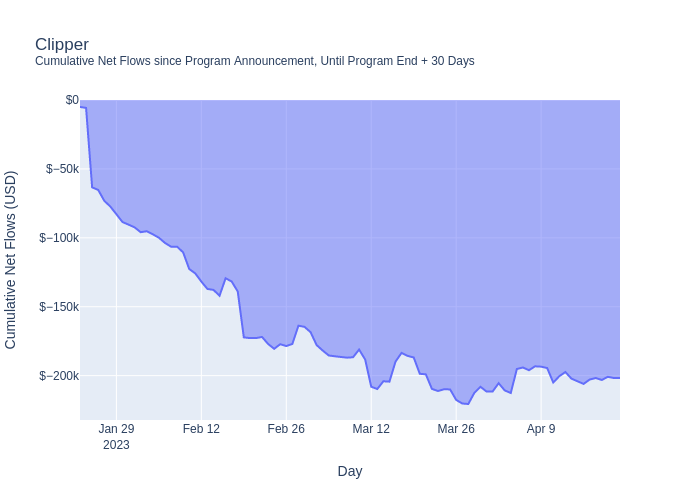 Clipper
Cumulative Net Flows since Program Announcement, Until Program End + 30 Days
Cumulative Net Flows (USD)
$0
$−50k
$−100k
$−150k
$−200k
Jan 29
2023
Feb 12
Feb 26
Mar 12
Mar 26
Apr 9
Day